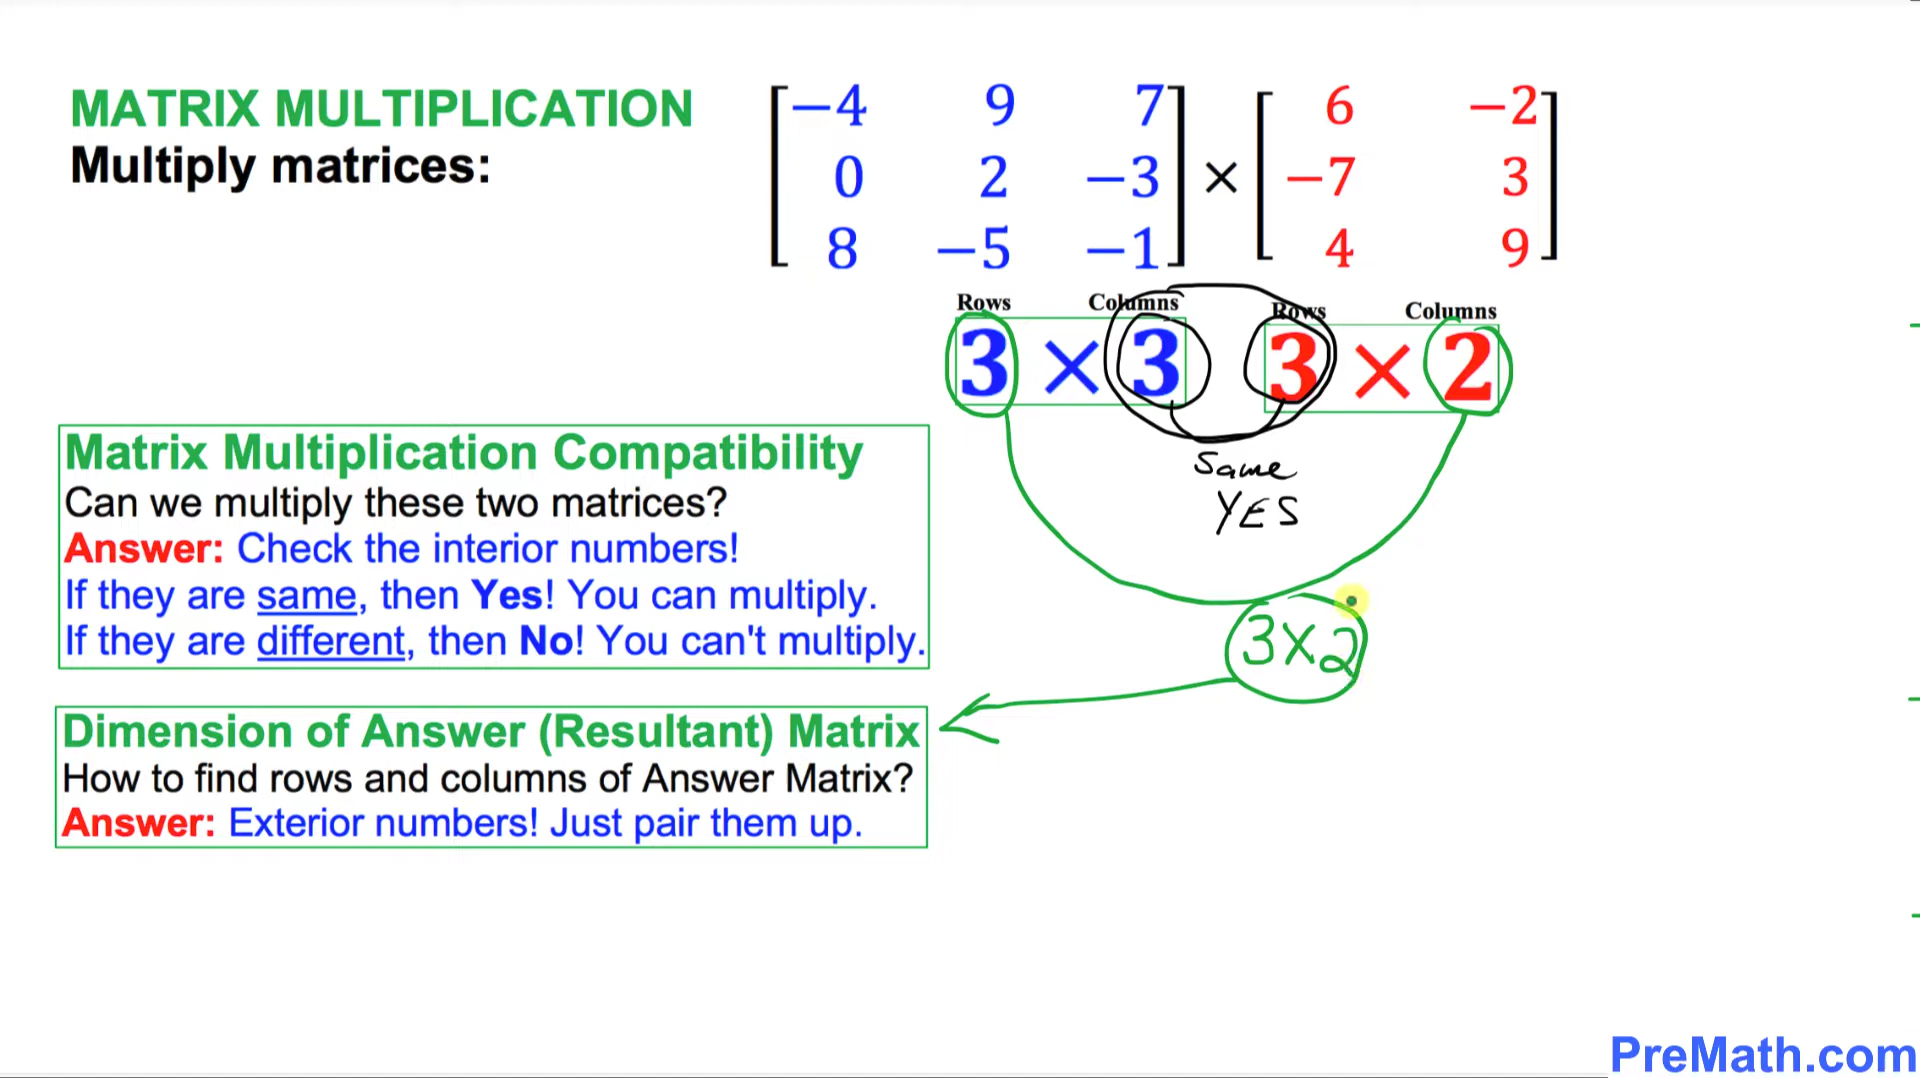 MATRIX MULTIPLICATION
Multiply matrices:
−4 9 7 6 −2
0 2 −3 × −7 3
8 −5 −1 4 9
Rows Columns Rows Columns
3 × 3 3 × 2
Same
YES
Matrix Multiplication Compatibility
Can we multiply these two matrices?
Answer: Check the interior numbers!
If they are same, then Yes! You can multiply.
If they are different, then No! You can't multiply.
3X2
Dimension of Answer (Resultant) Matrix
How to find rows and columns of Answer Matrix?
Answer: Exterior numbers! Just pair them up.
PreMath.com